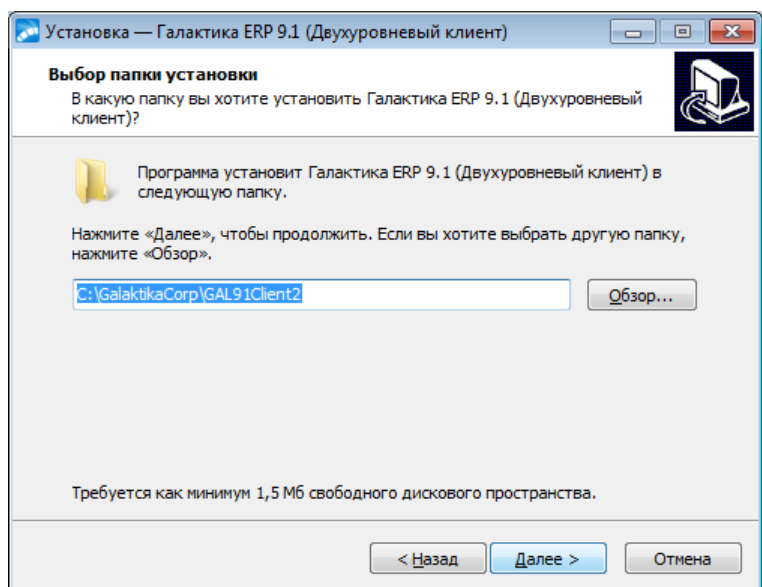 Установка — Галактика ERP 9.1 (Двухуровневый клиент)
Выбор папки установки
В какую папку вы хотите установить Галактика ERP 9.1 (Двухуровневый
клиент)?
Программа установит Галактика ERP 9.1 (Двухуровневый клиент) в
следующую папку.
Нажмите «Далее», чтобы продолжить. Если вы хотите выбрать другую папку,
нажмите «Обзор».
C:\GalaktikaCorp\GAL91Client2
Обзор...
Требуется как минимум 1,5 Мб свободного дискового пространства.
< Назад
Далее >
Отмена